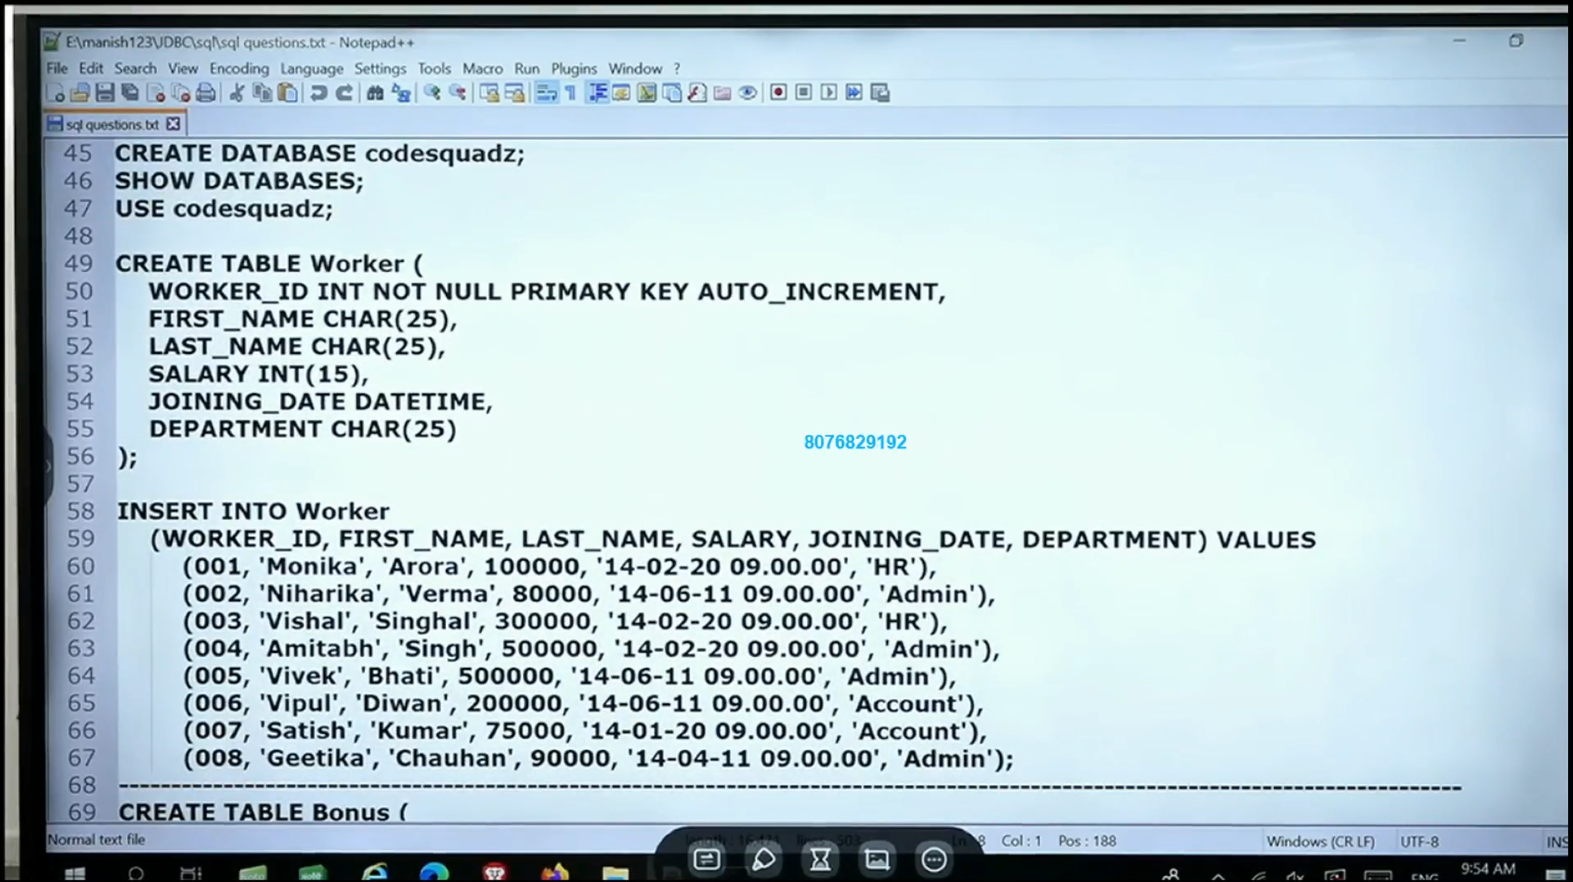 E:\manish123\JDBC\sql\sql questions.txt - Notepad++
File Edit Search View Encoding Language Settings Tools Macro Run Plugins Window ?
sql questions.txt
45 CREATE DATABASE codesquadz;
46 SHOW DATABASES;
47 USE codesquadz;
48
49 CREATE TABLE Worker (
50 WORKER_ID INT NOT NULL PRIMARY KEY AUTO_INCREMENT,
51 FIRST_NAME CHAR(25),
52 LAST_NAME CHAR(25),
53 SALARY INT(15),
54 JOINING_DATE DATETIME,
55 DEPARTMENT CHAR(25)
8076829192
56 );
57
58 INSERT INTO Worker
59 (WORKER_ID, FIRST_NAME, LAST_NAME, SALARY, JOINING_DATE, DEPARTMENT) VALUES
60 (001, 'Monika', 'Arora', 100000, '14-02-20 09.00.00', 'HR'),
61 (002, 'Niharika', 'Verma', 80000, '14-06-11 09.00.00', 'Admin'),
62 (003, 'Vishal', 'Singhal', 300000, '14-02-20 09.00.00', 'HR'),
63 (004, 'Amitabh', 'Singh', 500000, '14-02-20 09.00.00', 'Admin'),
64 (005, 'Vivek', 'Bhati', 500000, '14-06-11 09.00.00', 'Admin'),
65 (006, 'Vipul', 'Diwan', 200000, '14-06-11 09.00.00', 'Account'),
66 (007, 'Satish', 'Kumar', 75000, '14-01-20 09.00.00', 'Account'),
67 (008, 'Geetika', 'Chauhan', 90000, '14-04-11 09.00.00', 'Admin');
68 ----------------------------------------------------------------
69 CREATE TABLE Bonus (
Normal text file Col : 1 Pos : 188 Windows (CR LF) UTF-8 INS
ENG 9:54 AM